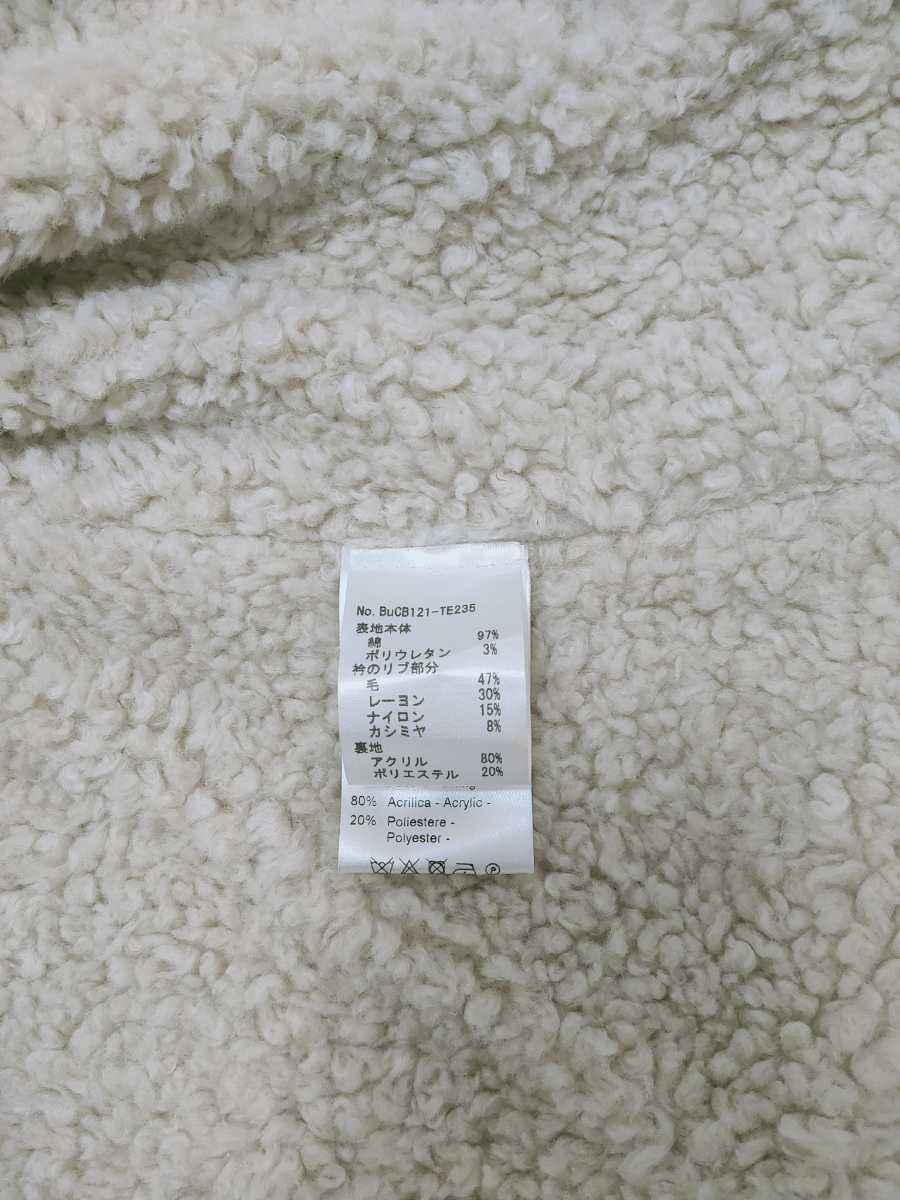 No. BuCB121-TE235
表地本体
綿 97%
ポリウレタン 3%
衿のリブ部分
毛 47%
レーヨン 30%
ナイロン 15%
カシミヤ 8%
裏地
アクリル 80%
ポリエステル 20%
80% Acrilica - Acrylic -
20% Poliestere -
Polyester -
P